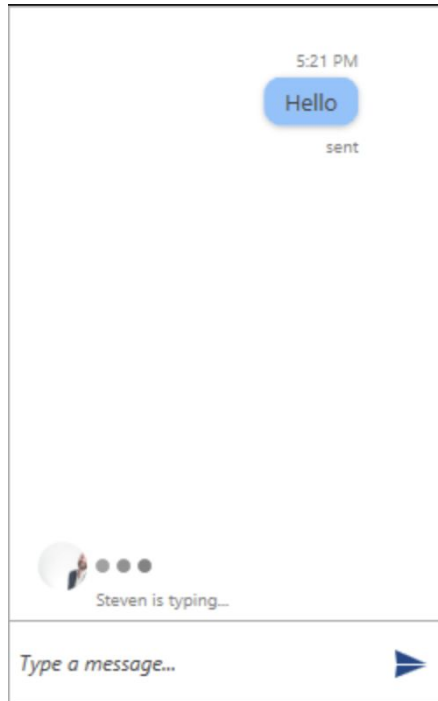 5:21 PM
Hello
sent
Steven is typing...
Type a message...